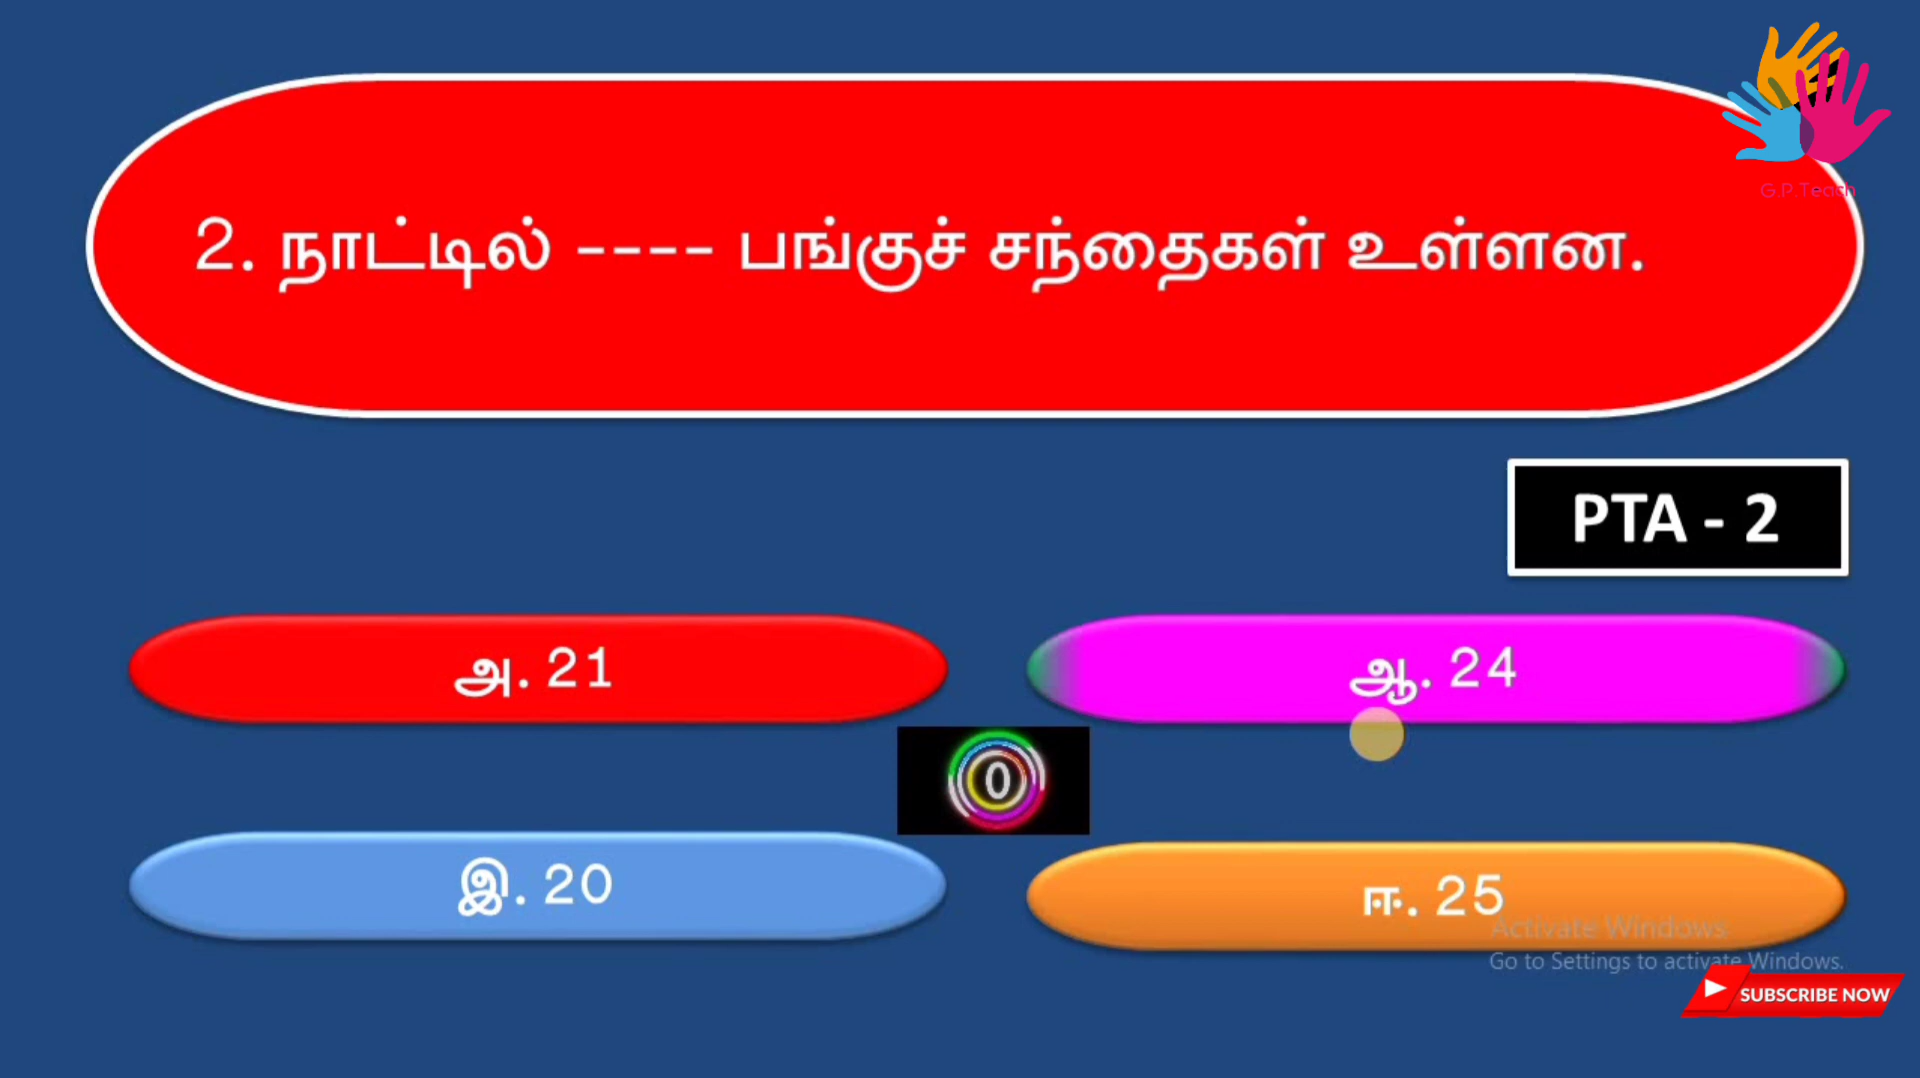 G.P.Teach
2. நாட்டில் ---- பங்குச் சந்தைகள் உள்ளன.
PTA - 2
அ. 21
ஆ. 24
0
இ. 20
ஈ. 25
Activate Windows
Go to Settings to activate Windows.
SUBSCRIBE NOW